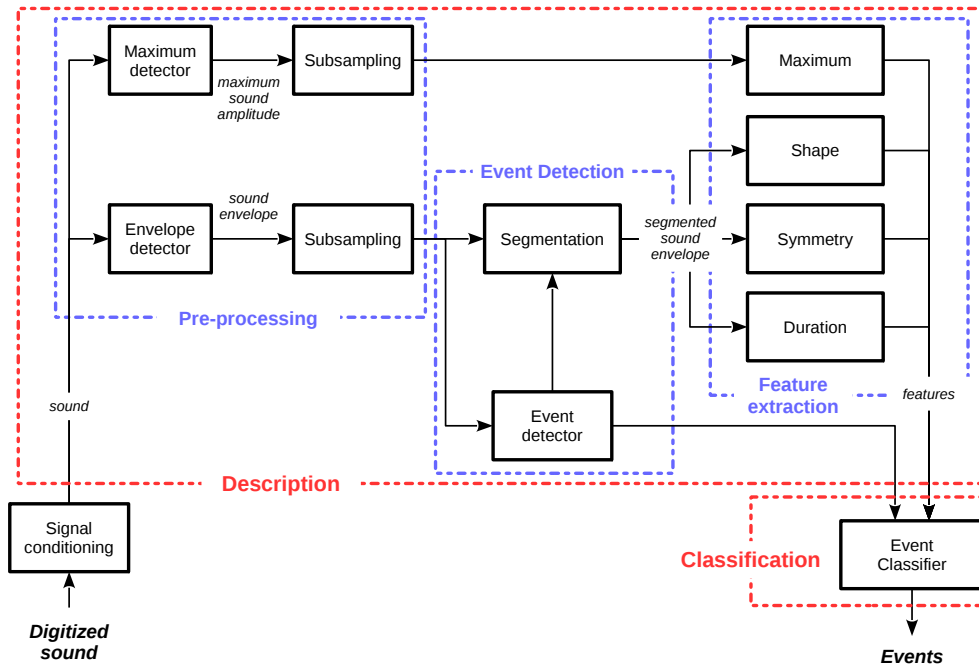 Maximum
detector
maximum
sound
amplitude
Subsampling
Maximum
Shape
Event Detection
Envelope
detector
sound
envelope
Subsampling
Segmentation
segmented
sound
envelope
Symmetry
Pre-processing
Duration
Feature
extraction
features
sound
Event
detector
Description
Signal
conditioning
Classification
Event
Classifier
Digitized
sound
Events